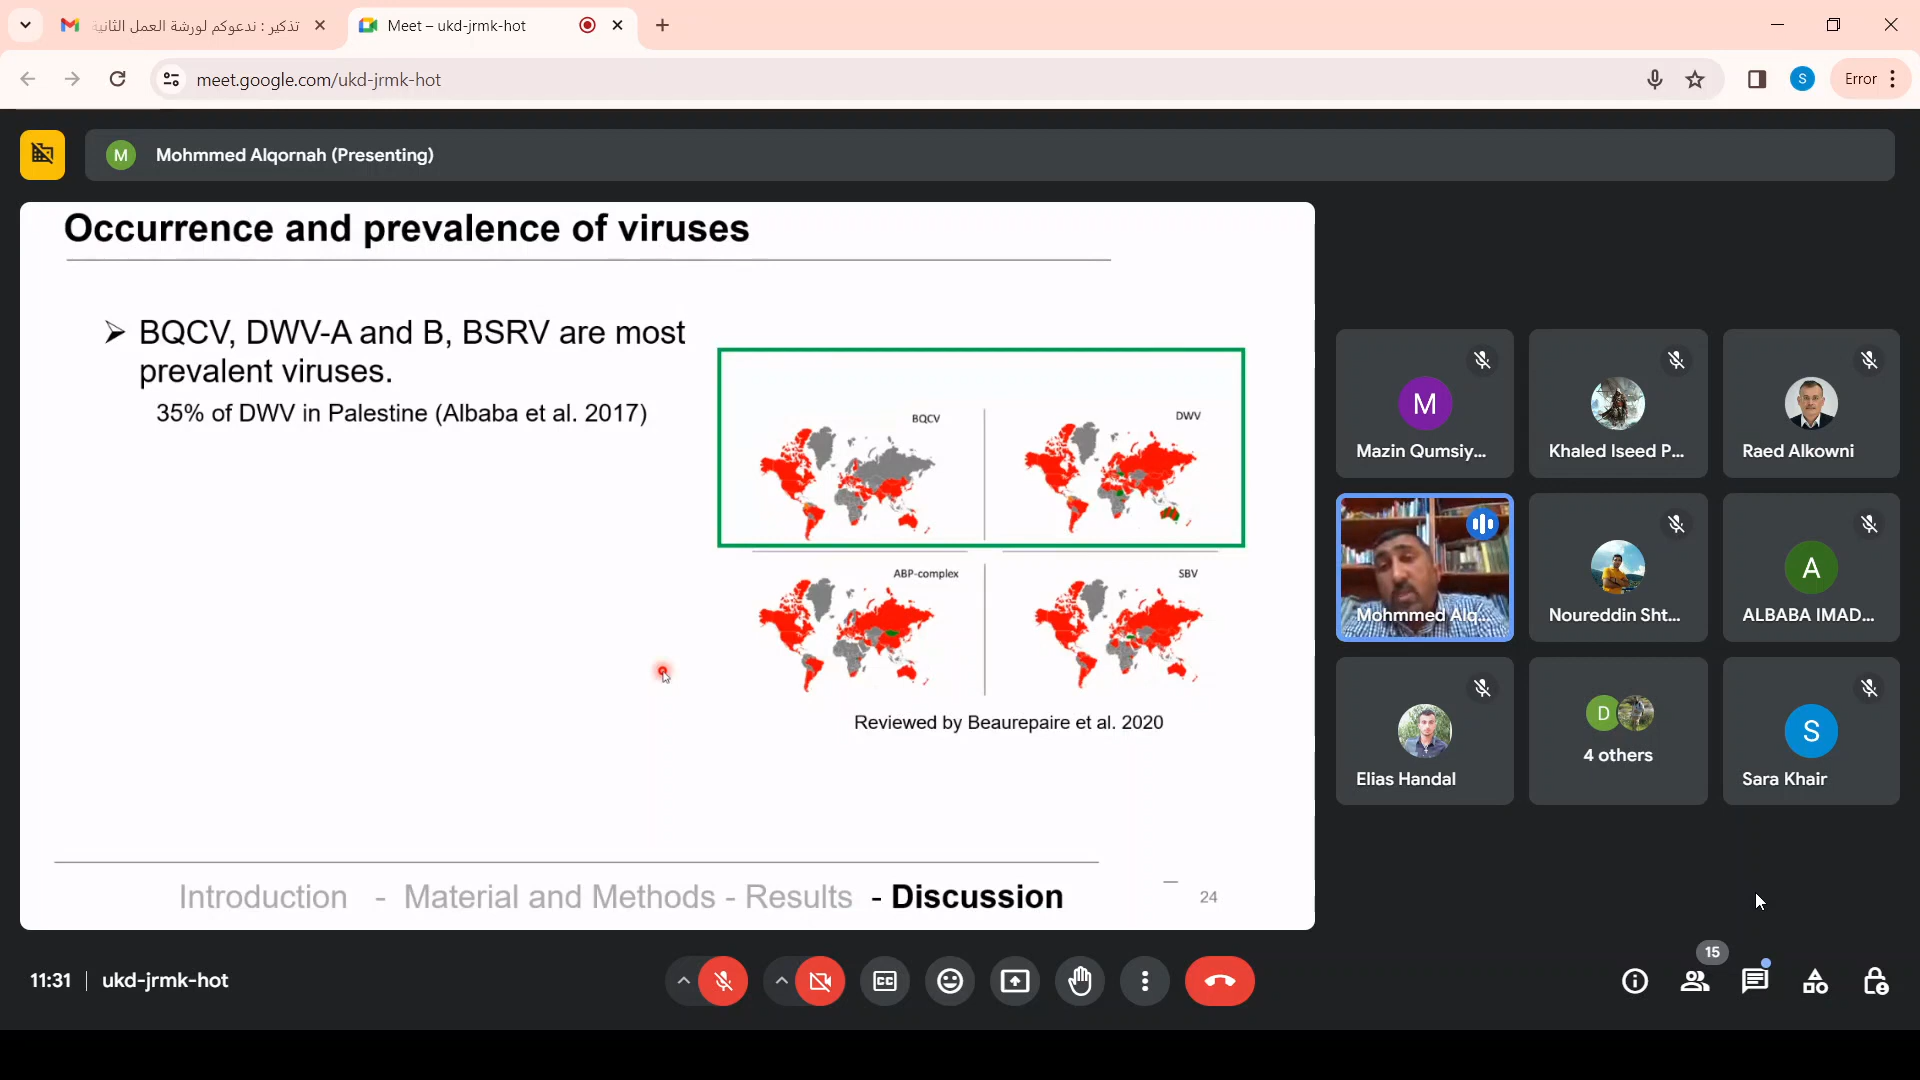 تذكير : ندعوكم لورشة العمل الثانية
Meet – ukd-jrmk-hot
meet.google.com/ukd-jrmk-hot
S
Error
M
Mohmmed Alqornah (Presenting)
Occurrence and prevalence of viruses
➢ BQCV, DWV-A and B, BSRV are most
prevalent viruses.
35% of DWV in Palestine (Albaba et al. 2017)
BQCV
DWV
ABP-complex
SBV
Reviewed by Beaurepaire et al. 2020
Introduction - Material and Methods - Results - Discussion
24
M
Mazin Qumsiy...
Khaled Iseed P...
Raed Alkowni
Mohmmed Alq...
Noureddin Sht...
A
ALBABA IMAD...
Elias Handal
D
4 others
S
Sara Khair
11:31 | ukd-jrmk-hot
CC
15